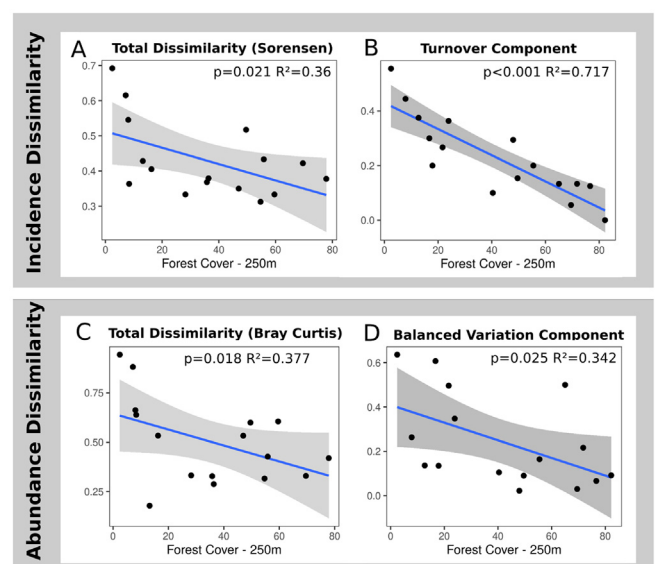 Incidence Dissimilarity
A Total Dissimilarity (Sorensen)
p=0.021 R²=0.36
0.7
0.6
0.5
0.4
0.3
0 20 40 60 80
Forest Cover - 250m
B Turnover Component
p<0.001 R²=0.717
0.4
0.2
0.0
0 20 40 60 80
Forest Cover - 250m
Abundance Dissimilarity
C Total Dissimilarity (Bray Curtis)
p=0.018 R²=0.377
0.75
0.50
0.25
0 20 40 60 80
Forest Cover - 250m
D Balanced Variation Component
p=0.025 R²=0.342
0.6
0.4
0.2
0.0
0 20 40 60 80
Forest Cover - 250m